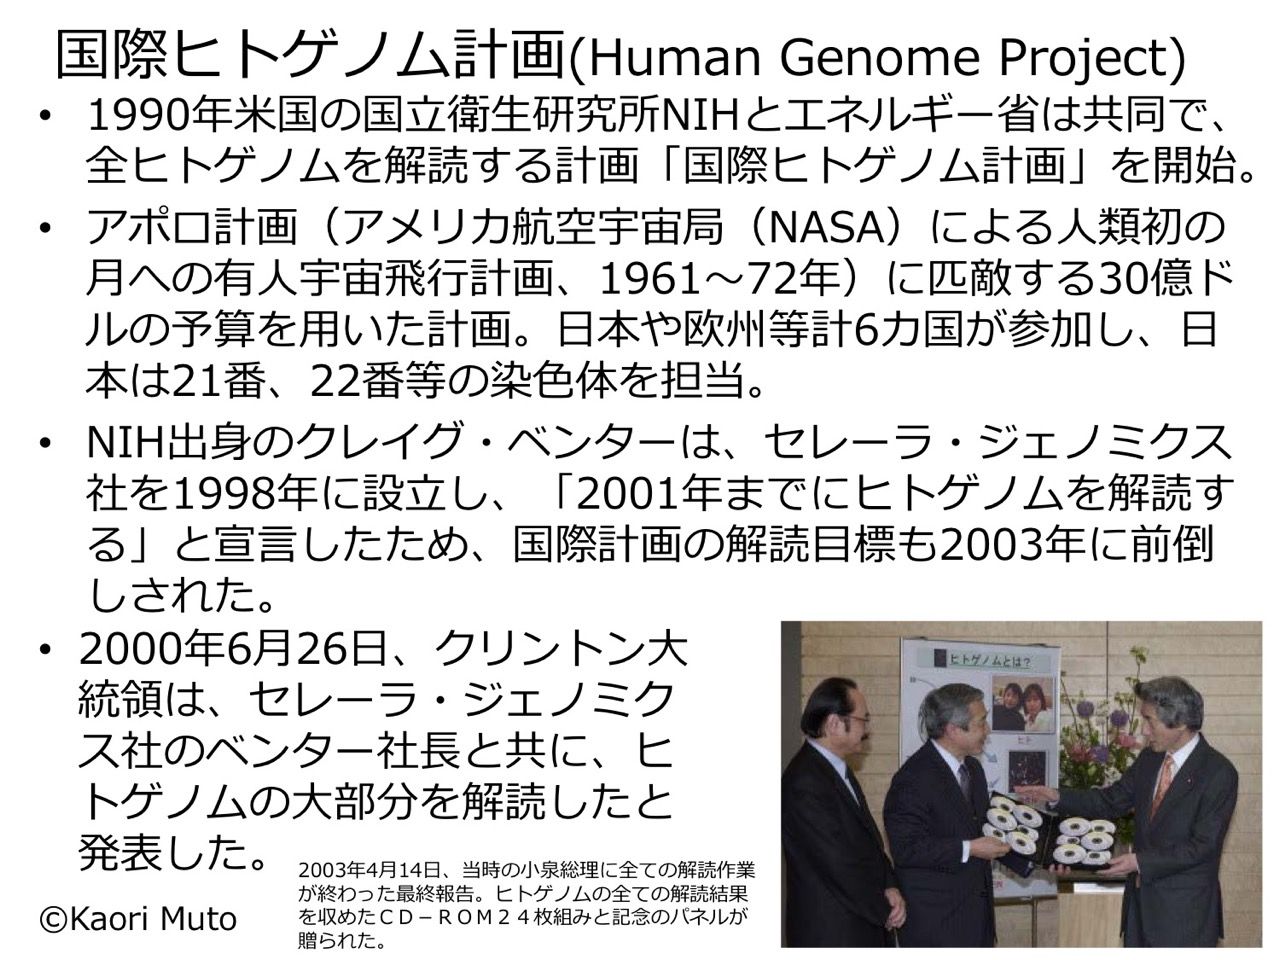 国際ヒトゲノム計画(Human Genome Project)
• 1990年米国の国立衛生研究所NIHとエネルギー省は共同で、
全ヒトゲノムを解読する計画「国際ヒトゲノム計画」を開始。
• アポロ計画（アメリカ航空宇宙局（NASA）による人類初の
月への有人宇宙飛行計画、1961～72年）に匹敵する30億ド
ルの予算を用いた計画。日本や欧州等計6カ国が参加し、日
本は21番、22番等の染色体を担当。
• NIH出身のクレイグ・ベンターは、セレーラ・ジェノミクス
社を1998年に設立し、「2001年までにヒトゲノムを解読す
る」と宣言したため、国際計画の解読目標も2003年に前倒
しされた。
• 2000年6月26日、クリントン大
統領は、セレーラ・ジェノミク
ス社のベンター社長と共に、ヒ
トゲノムの大部分を解読したと
発表した。
ヒトゲノムとは?
ヒト
2003年4月14日、当時の小泉総理に全ての解読作業
が終わった最終報告。ヒトゲノムの全ての解読結果
を収めたＣＤ－ＲＯＭ２４枚組みと記念のパネルが
贈られた。
©Kaori Muto